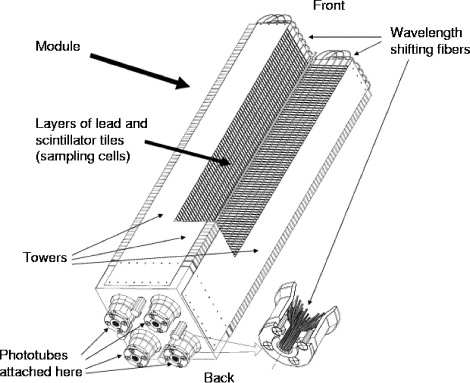 Front
Wavelength
shifting fibers
Module
Layers of lead and
scintillator tiles
(sampling cells)
Towers
Phototubes
attached here
Back